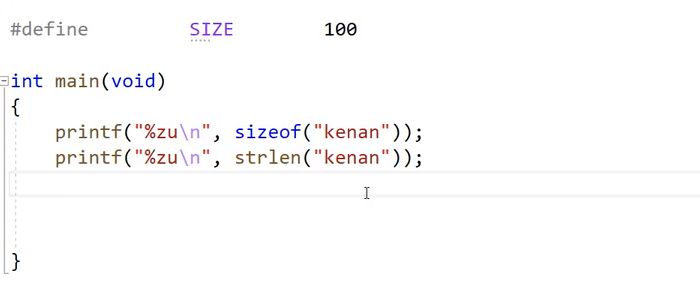 #define SIZE 100
int main(void)
{
printf("%zu\n", sizeof("kenan"));
printf("%zu\n", strlen("kenan"));
}